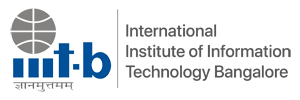 iiit-b
ज्ञानमुत्तमम्
International
Institute of Information
Technology Bangalore